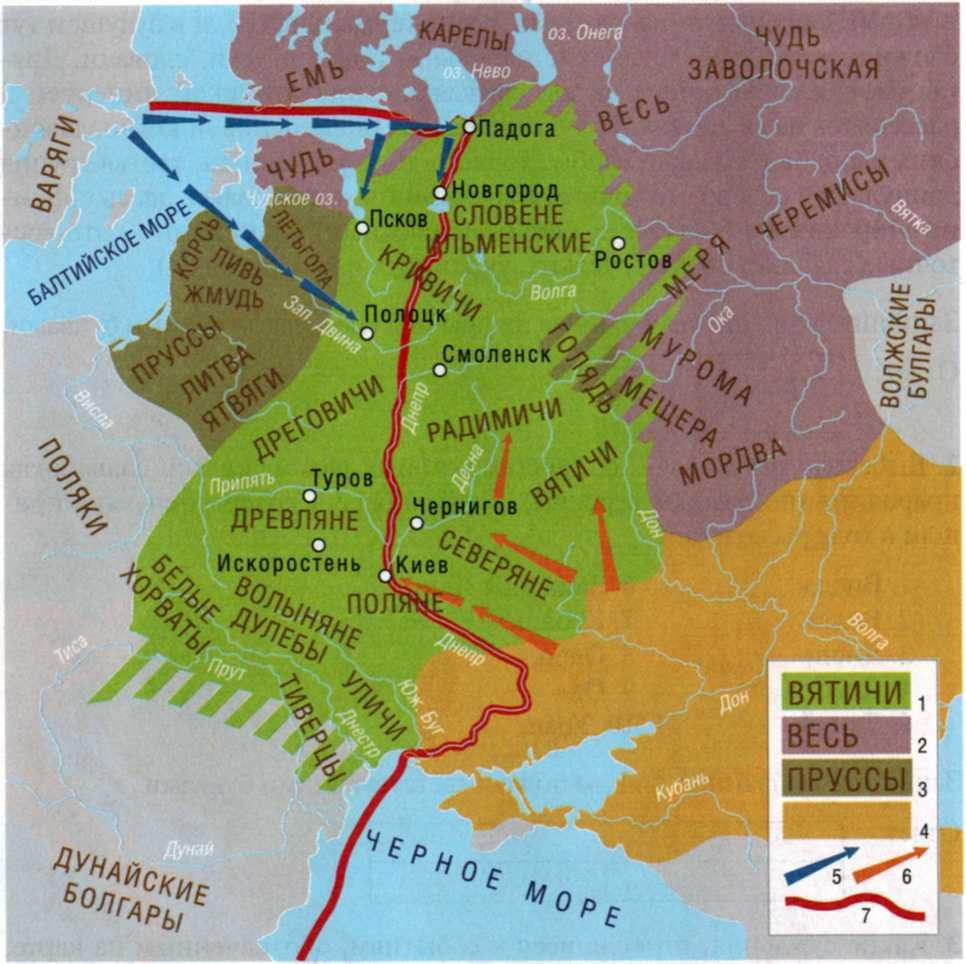 КАРЕЛЫ
оз. Онега
ЧУДЬ
ЗАВОЛОЧСКАЯ
ЕМЬ
оз. Нево
ВЕСЬ
Ладога
ВАРЯГИ
ЧУДЬ
Чудское оз.
Новгород
Псков
СЛОВЕНЕ
ИЛЬМЕНСКИЕ
Ростов
ЧЕРЕМИСЫ
Вятка
МЕРЯ
БАЛТИЙСКОЕ МОРЕ
КОРСЬ
ЛЕТЬГОЛА
ЛИВЬ
ЖМУДЬ
КРИВИЧИ
Волга
Зап. Двина
Полоцк
Ока
ВОЛЖСКИЕ
БУЛГАРЫ
ПРУССЫ
ЛИТВА
ЯТВЯГИ
Смоленск
ГОЛЯДЬ
МУРОМА
МЕЩЕРА
МОРДВА
Висла
ПОЛЯКИ
ДРЕГОВИЧИ
Днепр
РАДИМИЧИ
Десна
ВЯТИЧИ
Припять
Туров
ДРЕВЛЯНЕ
Чернигов
Дон
Искоростень
Киев
СЕВЕРЯНЕ
ПОЛЯНЕ
БЕЛЫЕ
ХОРВАТЫ
ВОЛЫНЯНЕ
ДУЛЕБЫ
Днепр
Волга
Тиса
Прут
УЛИЧИ
Юж. Буг
ТИВЕРЦЫ
Днестр
Дон
Кубань
Дунай
ДУНАЙСКИЕ
БОЛГАРЫ
ЧЕРНОЕ МОРЕ
ВЯТИЧИ 1
ВЕСЬ 2
ПРУССЫ 3
4
5 6
7